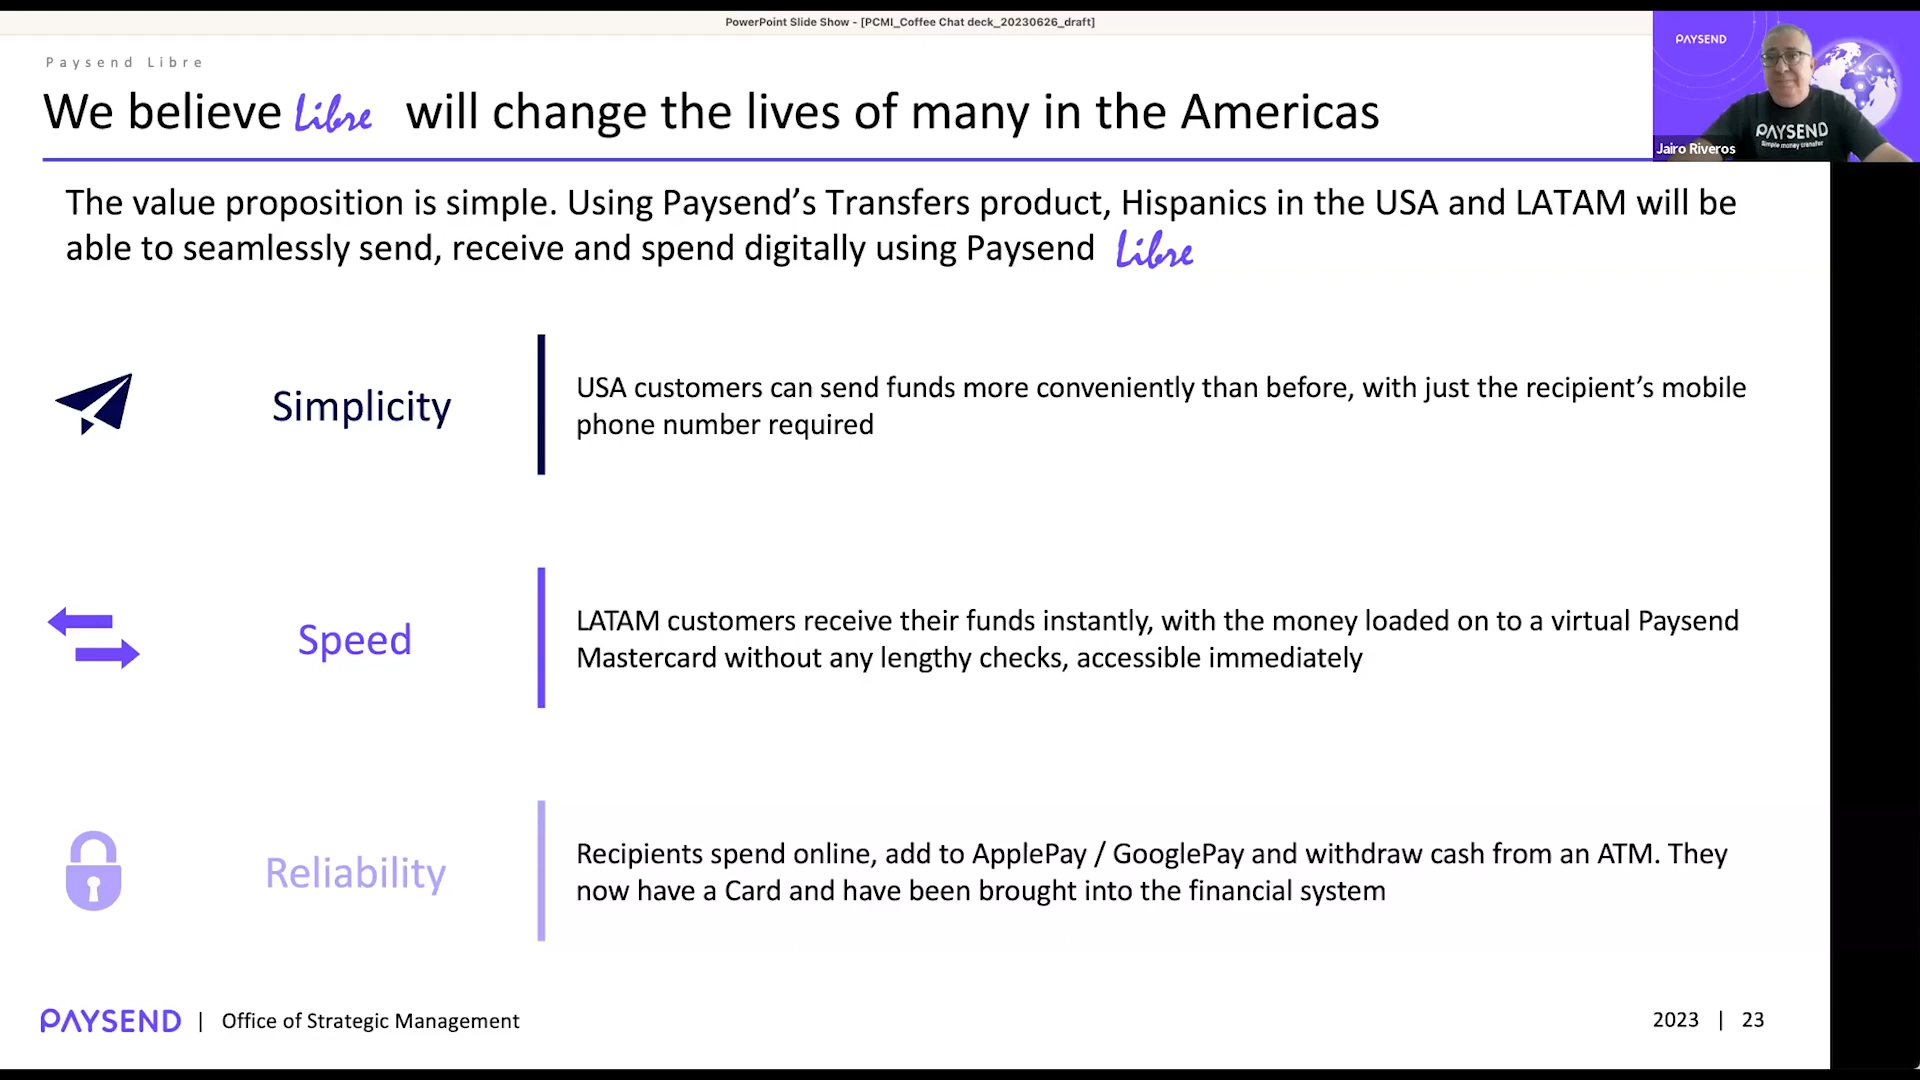 PowerPoint Slide Show - [PCMI_Coffee Chat deck_20230626_draft]
Paysend Libre
We believe Libre will change the lives of many in the Americas
PAYSEND
PAYSEND
Simple money transfer
Jairo Riveros
The value proposition is simple. Using Paysend’s Transfers product, Hispanics in the USA and LATAM will be
able to seamlessly send, receive and spend digitally using Paysend Libre
Simplicity
USA customers can send funds more conveniently than before, with just the recipient’s mobile
phone number required
Speed
LATAM customers receive their funds instantly, with the money loaded on to a virtual Paysend
Mastercard without any lengthy checks, accessible immediately
Reliability
Recipients spend online, add to ApplePay / GooglePay and withdraw cash from an ATM. They
now have a Card and have been brought into the financial system
PAYSEND | Office of Strategic Management
2023 | 23